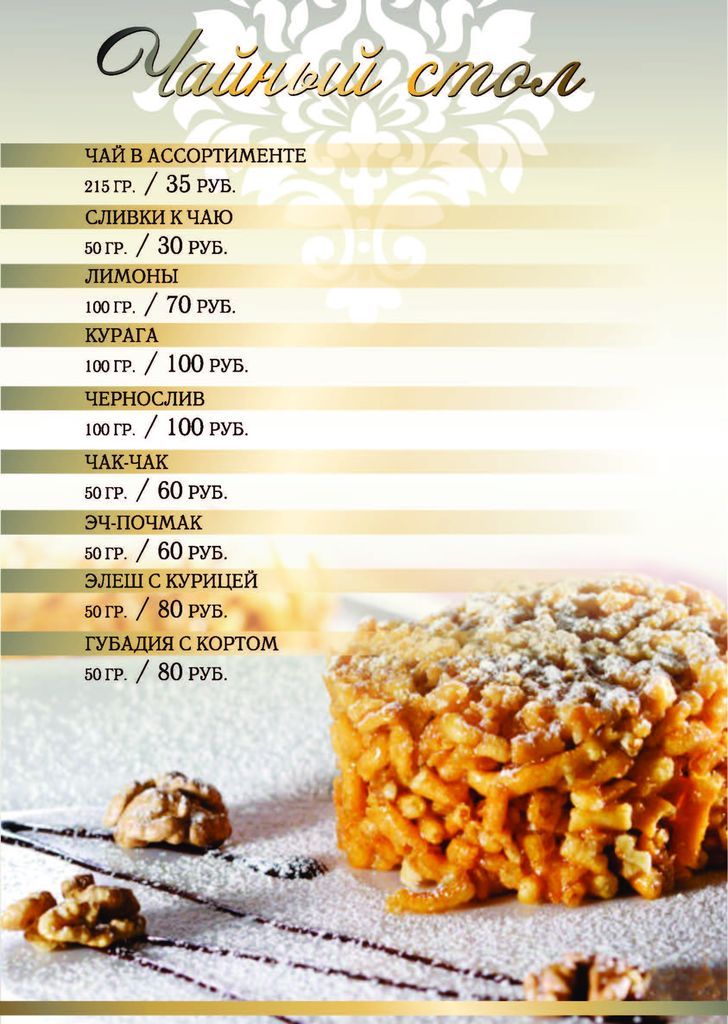 Чайный стол
ЧАЙ В АССОРТИМЕНТЕ
215 ГР. / 35 РУБ.
СЛИВКИ К ЧАЮ
50 ГР. / 30 РУБ.
ЛИМОНЫ
100 ГР. / 70 РУБ.
КУРАГА
100 ГР. / 100 РУБ.
ЧЕРНОСЛИВ
100 ГР. / 100 РУБ.
ЧАК-ЧАК
50 ГР. / 60 РУБ.
ЭЧ-ПОЧМАК
50 ГР. / 60 РУБ.
ЭЛЕШ С КУРИЦЕЙ
50 ГР. / 80 РУБ.
ГУБАДИЯ С КОРТОМ
50 ГР. / 80 РУБ.